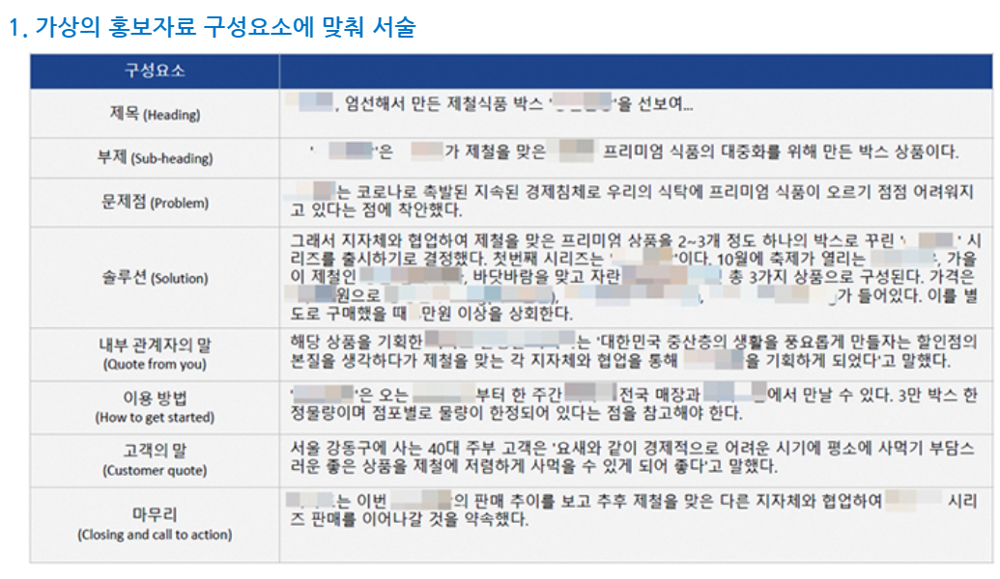 1. 가상의 홍보자료 구성요소에 맞춰 서술
구성요소
제목 (Heading)
, 엄선해서 만든 제철식품 박스 '을 선보여...
부제 (Sub-heading)
' '은 가 제철을 맞은 프리미엄 식품의 대중화를 위해 만든 박스 상품이다.
문제점 (Problem)
는 코로나로 촉발된 지속된 경제침체로 우리의 식탁에 프리미엄 식품이 오르기 점점 어려워지
고 있다는 점에 착안했다.
솔루션 (Solution)
그래서 지자체와 협업하여 제철을 맞은 프리미엄 상품을 2~3개 정도 하나의 박스로 꾸린 ' ' 시
리즈를 출시하기로 결정했다. 첫번째 시리즈는 ' '이다. 10월에 축제가 열리는 , 가을
이 제철인 , 바닷바람을 맞고 자란 총 3가지 상품으로 구성된다. 가격은
원으로 ), , 가 들어있다. 이를 별
도로 구매했을 때 만원 이상을 상회한다.
내부 관계자의 말
(Quote from you)
해당 상품을 기획한 는 '대한민국 중산층의 생활을 풍요롭게 만들자는 할인점의
본질을 생각하다가 제철을 맞는 각 지자체와 협업을 통해 을 기획하게 되었다'고 말했다.
이용 방법
(How to get started)
' '은 오는 부터 한 주간 전국 매장과 에서 만날 수 있다. 3만 박스 한
정물량이며 점포별로 물량이 한정되어 있다는 점을 참고해야 한다.
고객의 말
(Customer quote)
서울 강동구에 사는 40대 주부 고객은 '요새와 같이 경제적으로 어려운 시기에 평소에 사먹기 부담스
러운 좋은 상품을 제철에 저렴하게 사먹을 수 있게 되어 좋다'고 말했다.
마무리
(Closing and call to action)
는 이번 의 판매 추이를 보고 추후 제철을 맞은 다른 지자체와 협업하여 시리
즈 판매를 이어나갈 것을 약속했다.